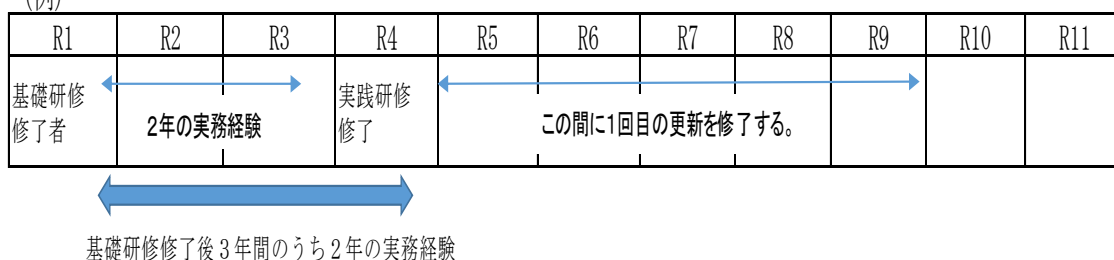 (例)
R1 R2 R3 R4 R5 R6 R7 R8 R9 R10 R11
基礎研修 実践研修
修了者 2年の実務経験 修了 この間に1回目の更新を修了する。
基礎研修修了後3年間のうち2年の実務経験